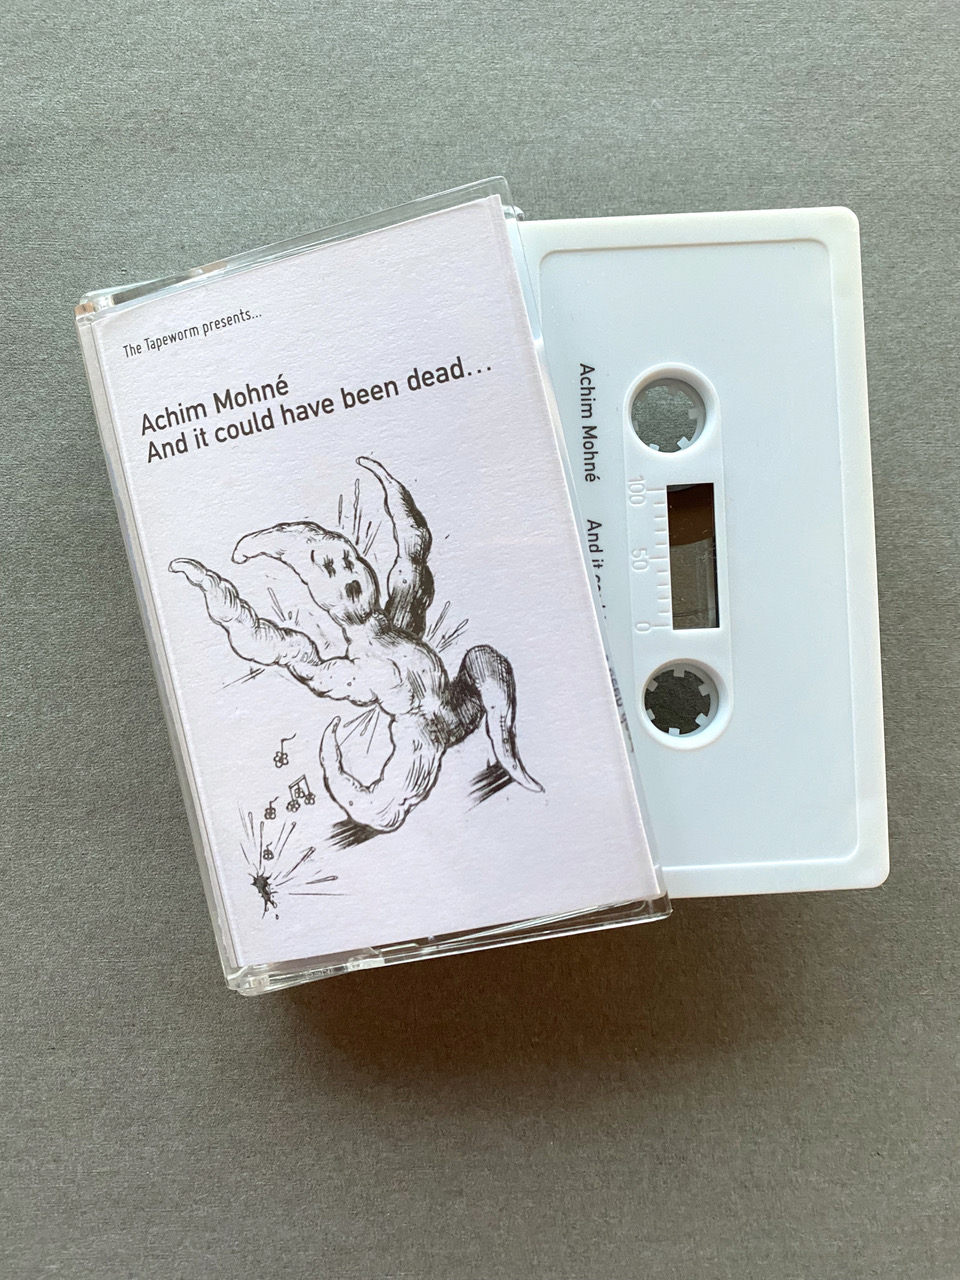 The Tapeworm presents...
Achim Mohné
And it could have been dead...
Achim Mohné And it
100
50
0